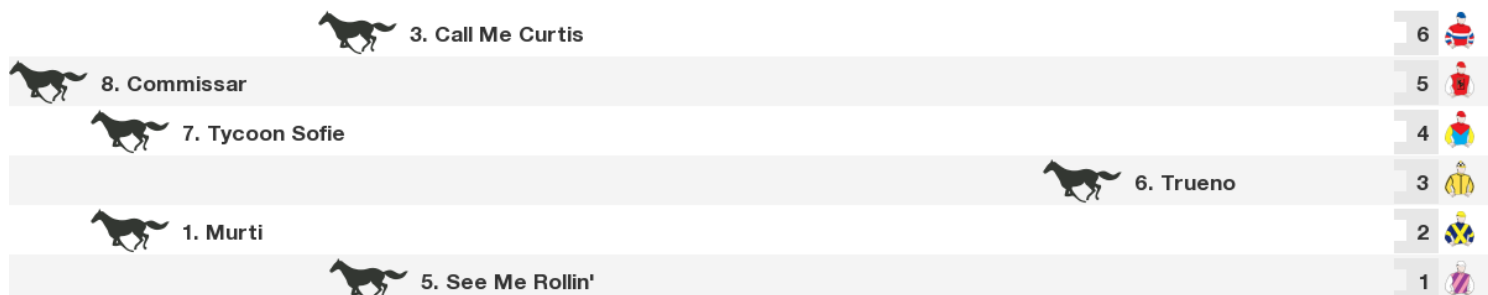 3. Call Me Curtis 6
8. Commissar 5
7. Tycoon Sofie 4
6. Trueno 3
1. Murti 2
5. See Me Rollin' 1